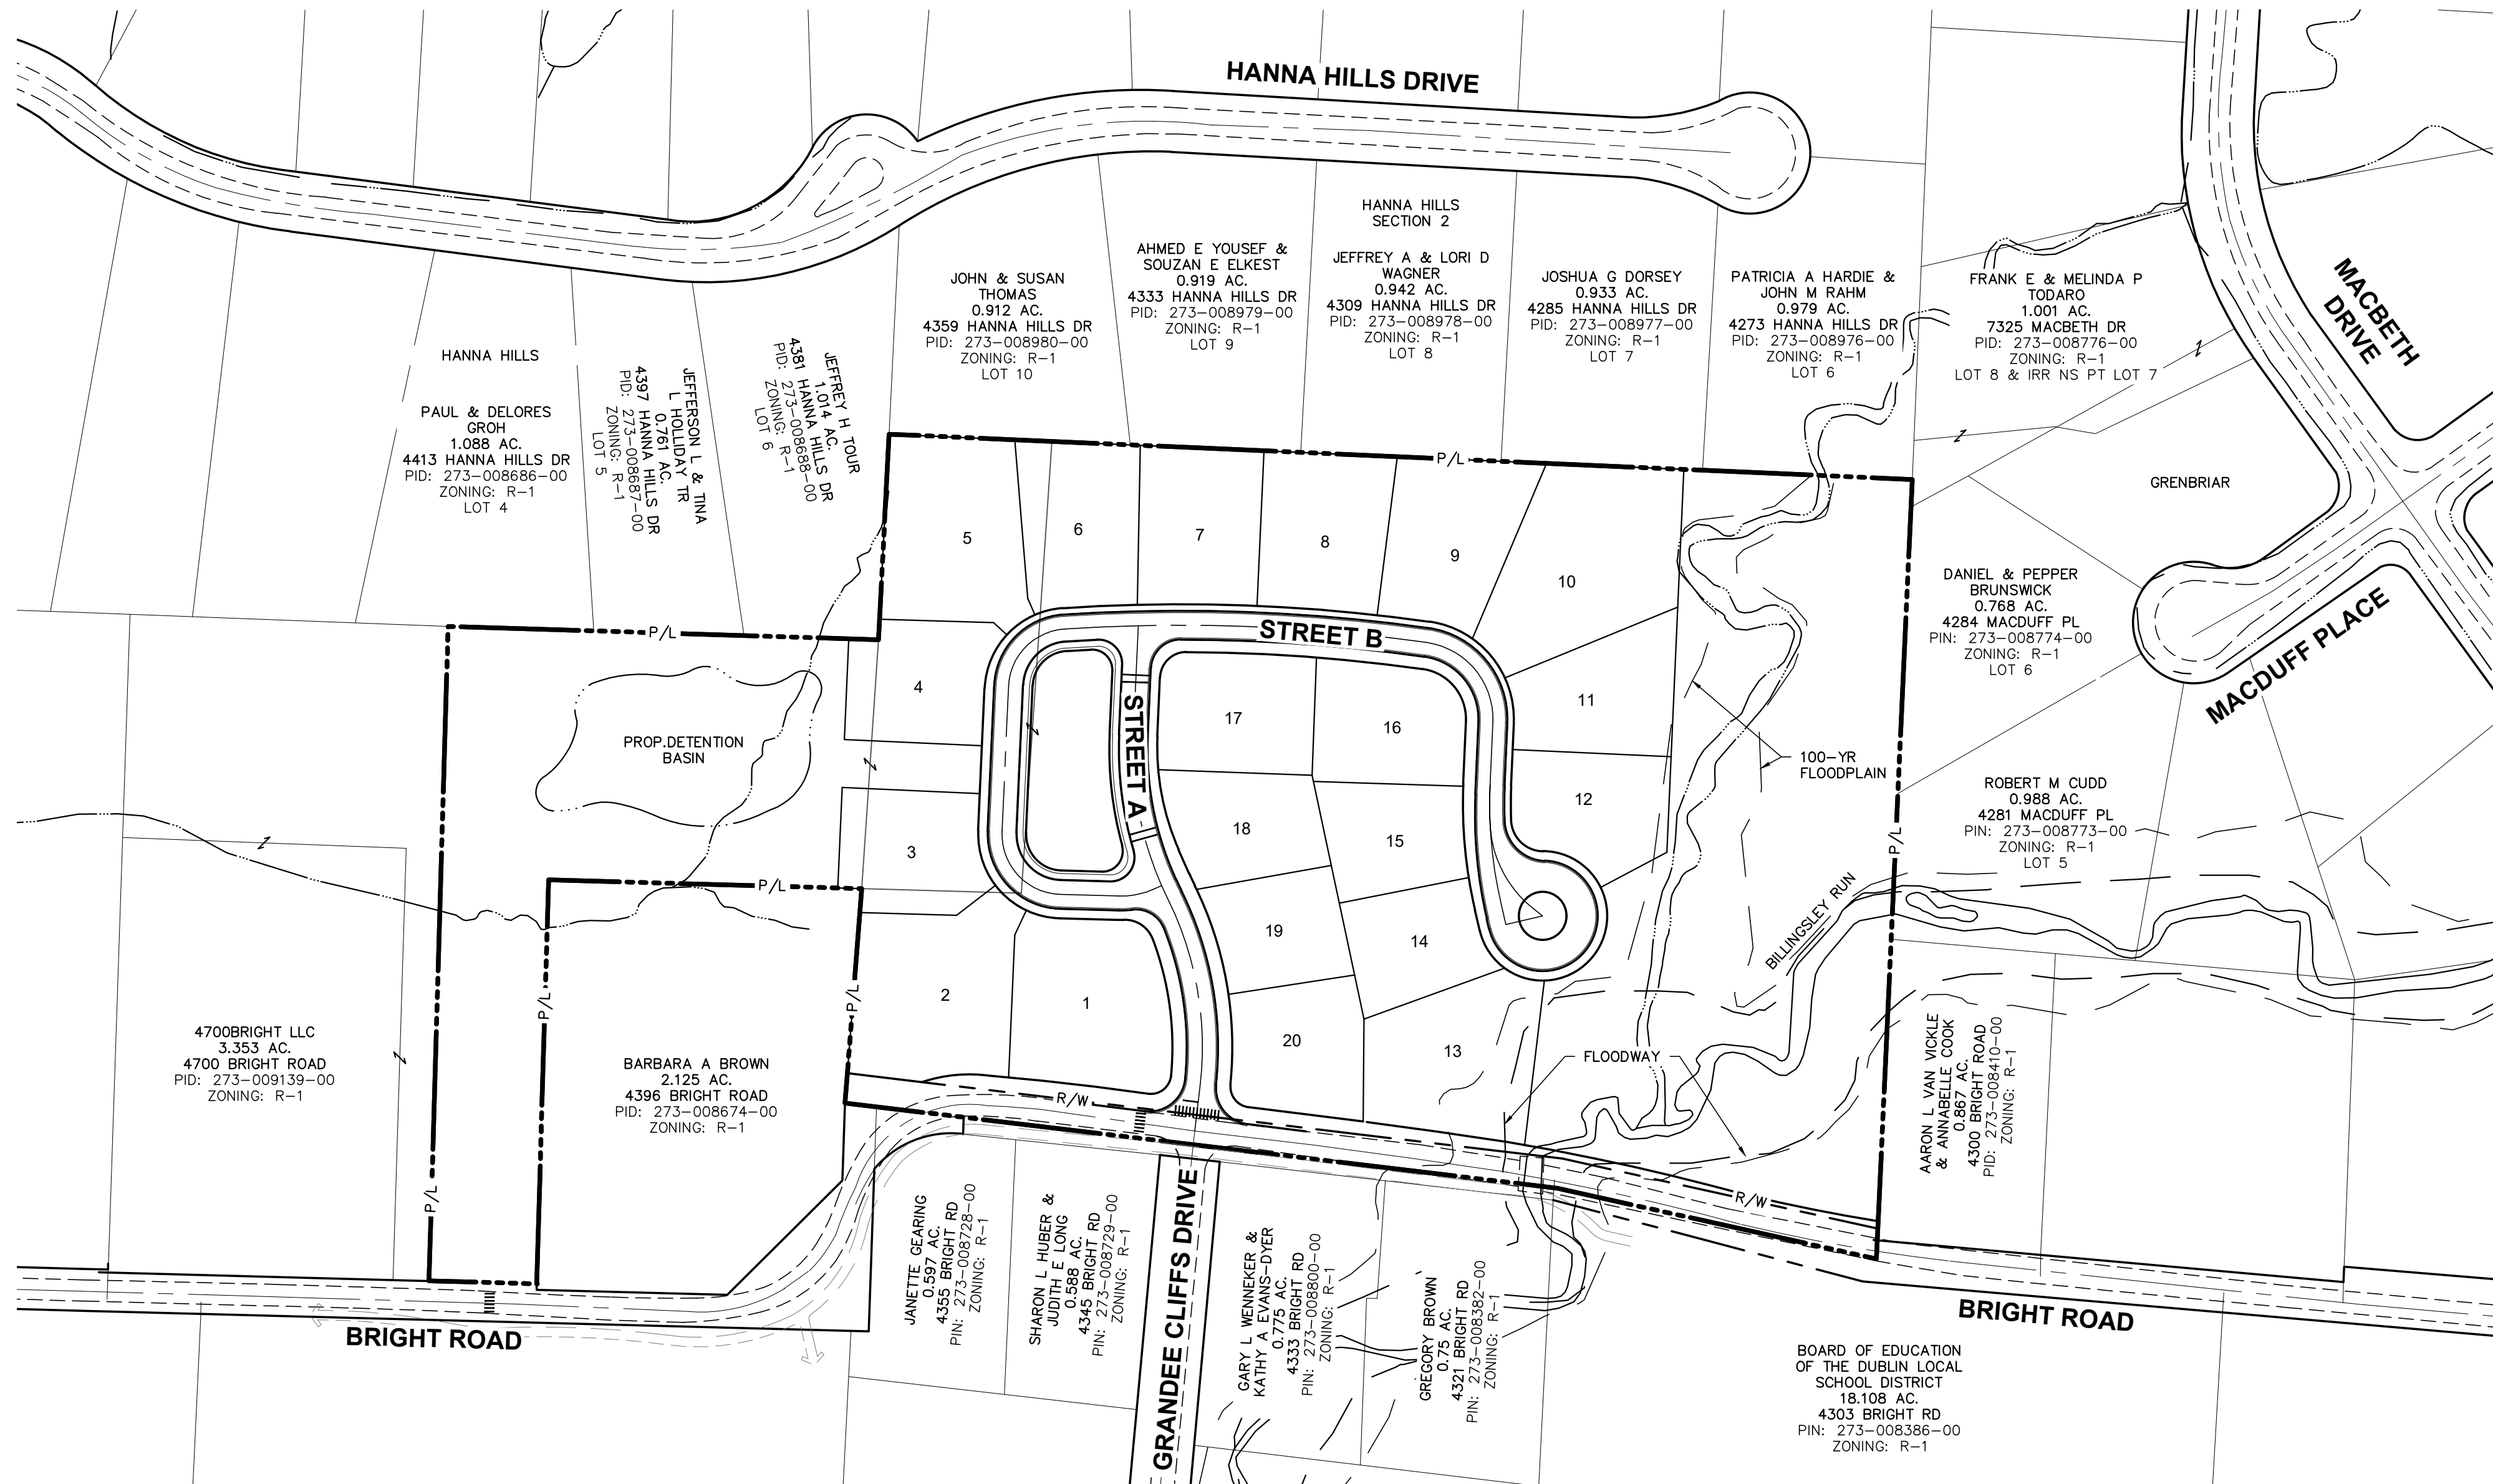 HANNA HILLS DRIVE
MACBETH
DRIVE
HANNA HILLS
SECTION 2
JEFFREY A & LORI D
WAGNER
0.942 AC.
4309 HANNA HILLS DR
PID: 273-008978-00
ZONING: R-1
LOT 8
AHMED E YOUSEF &
SOUZAN E ELKEST
0.919 AC.
4333 HANNA HILLS DR
PID: 273-008979-00
ZONING: R-1
LOT 9
JOHN & SUSAN
THOMAS
0.912 AC.
4359 HANNA HILLS DR
PID: 273-008980-00
ZONING: R-1
LOT 10
JOSHUA G DORSEY
0.933 AC.
4285 HANNA HILLS DR
PID: 273-008977-00
ZONING: R-1
LOT 7
PATRICIA A HARDIE &
JOHN M RAHM
0.979 AC.
4273 HANNA HILLS DR
PID: 273-008976-00
ZONING: R-1
LOT 6
FRANK E & MELINDA P
TODARO
1.001 AC.
7325 MACBETH DR
PID: 273-008776-00
ZONING: R-1
LOT 8 & IRR NS PT LOT 7
HANNA HILLS
PAUL & DELORES
GROH
1.088 AC.
4413 HANNA HILLS DR
PID: 273-008686-00
ZONING: R-1
LOT 4
JEFFERSON L & TINA
L HOLLIDAY TR
0.761 AC.
4397 HANNA HILLS DR
PID: 273-008687-00
ZONING: R-1
LOT 5
JEFFREY H TOUR
1.014 AC.
4381 HANNA HILLS DR
PID: 273-008688-00
ZONING: R-1
LOT 6
P/L
GRENBRIAR
5
6
7
8
9
10
DANIEL & PEPPER
BRUNSWICK
0.768 AC.
4284 MACDUFF PL
PIN: 273-008774-00
ZONING: R-1
LOT 6
MACDUFF PLACE
P/L
STREET B
STREET A
4
17
16
11
PROP.DETENTION
BASIN
100-YR
FLOODPLAIN
3
18
15
12
P/L
ROBERT M CUDD
0.988 AC.
4281 MACDUFF PL
PIN: 273-008773-00
ZONING: R-1
LOT 5
P/L
BILLINGSLEY RUN
2
1
19
14
P/L
P/L
20
13
FLOODWAY
4700BRIGHT LLC
3.353 AC.
4700 BRIGHT ROAD
PID: 273-009139-00
ZONING: R-1
BARBARA A BROWN
2.125 AC.
4396 BRIGHT ROAD
PID: 273-008674-00
ZONING: R-1
AARON L VAN VICKLE
& ANNABELLE COOK
0.867 AC.
4300 BRIGHT ROAD
PID: 273-008410-00
ZONING: R-1
R/W
R/W
P/L
JANETTE GEARING
0.597 AC.
4355 BRIGHT RD
PIN: 273-008728-00
ZONING: R-1
SHARON L HUBER &
JUDITH E LONG
0.588 AC.
4345 BRIGHT RD
PIN: 273-008729-00
ZONING: R-1
GRANDEE CLIFFS DRIVE
GARY L WENNEKER &
KATHY A EVANS-DYER
0.775 AC.
4333 BRIGHT RD
PIN: 273-008800-00
ZONING: R-1
GREGORY BROWN
0.75 AC.
4321 BRIGHT RD
PIN: 273-008382-00
ZONING: R-1
BRIGHT ROAD
BRIGHT ROAD
BOARD OF EDUCATION
OF THE DUBLIN LOCAL
SCHOOL DISTRICT
18.108 AC.
4303 BRIGHT RD
PIN: 273-008386-00
ZONING: R-1